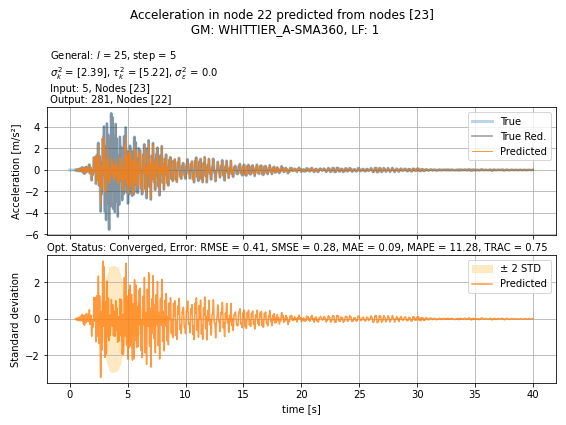 Acceleration in node 22 predicted from nodes [23]
GM: WHITTIER_A-SMA360, LF: 1
General: l = 25, step = 5
σ²ₖ = [2.39], τ²ₖ = [5.22], σ²ε = 0.0
Input: 5, Nodes [23]
Output: 281, Nodes [22]
Acceleration [m/s²]
4
2
0
−2
−4
−6
True
True Red.
Predicted
Opt. Status: Converged, Error: RMSE = 0.41, SMSE = 0.28, MAE = 0.09, MAPE = 11.28, TRAC = 0.75
Standard deviation
2
0
−2
± 2 STD
Predicted
0 5 10 15 20 25 30 35 40
time [s]